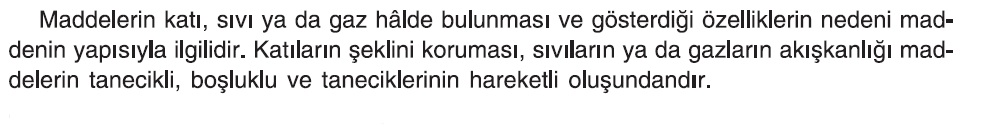 Maddelerin katı, sıvı ya da gaz hâlde bulunması ve gösterdiği özelliklerin nedeni mad-
denin yapısıyla ilgilidir. Katıların şeklini koruması, sıvıların ya da gazların akışkanlığı mad-
delerin tanecikli, boşluklu ve taneciklerinin hareketli oluşundandır.